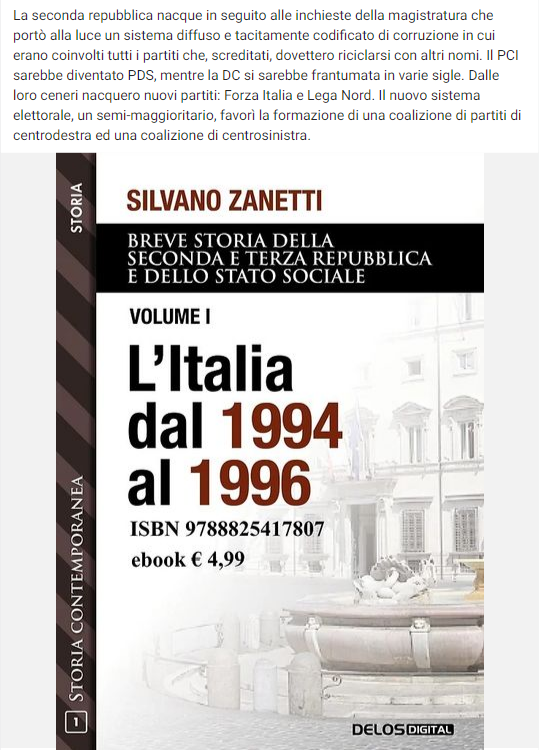 La seconda repubblica nacque in seguito alle inchieste della magistratura che
portò alla luce un sistema diffuso e tacitamente codificato di corruzione in cui
erano coinvolti tutti i partiti che, screditati, dovettero riciclarsi con altri nomi. Il PCI
sarebbe diventato PDS, mentre la DC si sarebbe frantumata in varie sigle. Dalle
loro ceneri nacquero nuovi partiti: Forza Italia e Lega Nord. Il nuovo sistema
elettorale, un semi-maggioritario, favorì la formazione di una coalizione di partiti di
centrodestra ed una coalizione di centrosinistra.
STORIA
SILVANO ZANETTI
BREVE STORIA DELLA
SECONDA E TERZA REPUBBLICA
E DELLO STATO SOCIALE
VOLUME I
L'Italia
dal 1994
al 1996
ISBN 9788825417807
ebook € 4,99
STORIA CONTEMPORANEA
1
DELOS DIGITAL